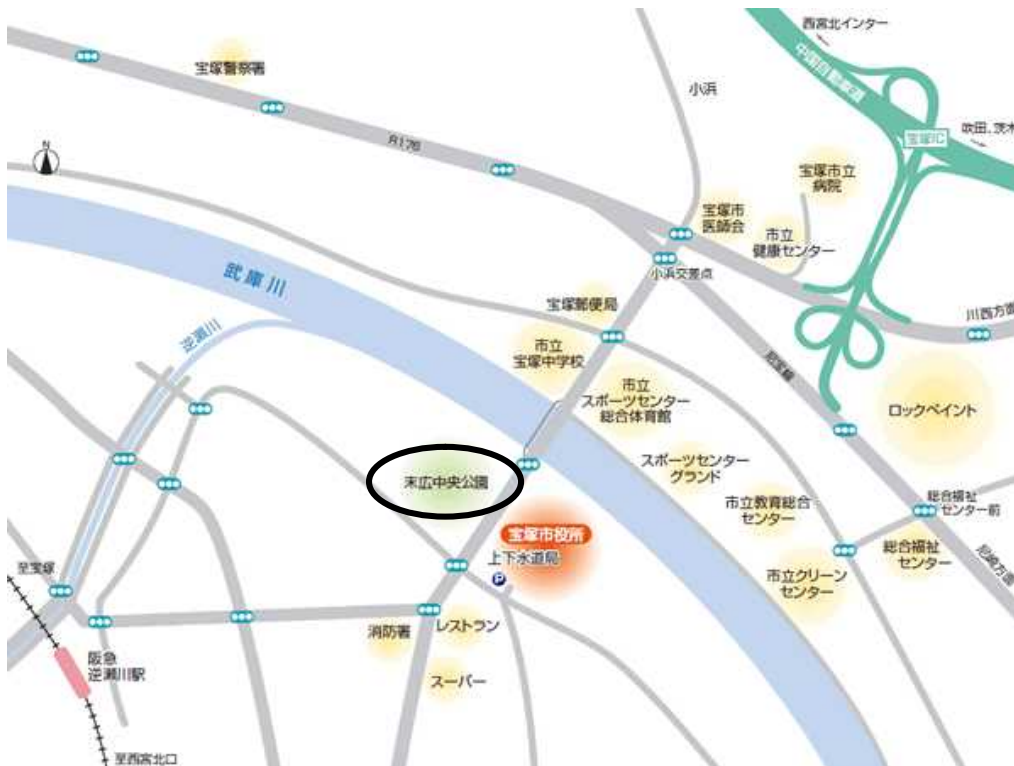 西宮北インター
中国自動車道
宝塚警察署
小浜
吹田、茨木
宝塚IC
R176
N
宝塚市立
病院
宝塚市
医師会
市立
健康センター
小浜交差点
武庫川
宝塚郵便局
川西方面
逆瀬川
市立
宝塚中学校
尼宝線
市立
スポーツセンター
総合体育館
ロックペイント
末広中央公園
スポーツセンター
グランド
市立教育総合
センター
総合福祉
センター前
宝塚市役所
上下水道局
P
総合福祉
センター
尼崎方面
市立クリーン
センター
至宝塚
消防署
レストラン
阪急
逆瀬川駅
スーパー
至西宮北口